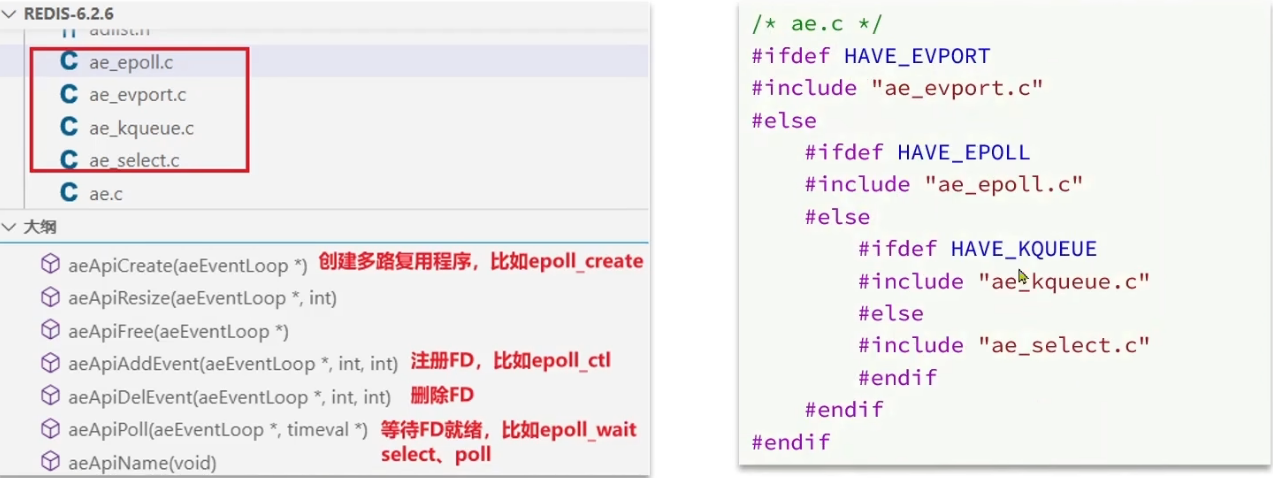 REDIS-6.2.6
adlist.h
C ae_epoll.c
C ae_evport.c
C ae_kqueue.c
C ae_select.c
C ae.c
大纲
aeApiCreate(aeEventLoop *) 创建多路复用程序，比如epoll_create
aeApiResize(aeEventLoop *, int)
aeApiFree(aeEventLoop *)
aeApiAddEvent(aeEventLoop *, int, int) 注册FD，比如epoll_ctl
aeApiDelEvent(aeEventLoop *, int, int) 删除FD
aeApiPoll(aeEventLoop *, timeval *) 等待FD就绪，比如epoll_wait
select、poll
aeApiName(void)
/* ae.c */
#ifdef HAVE_EVPORT
#include "ae_evport.c"
#else
#ifdef HAVE_EPOLL
#include "ae_epoll.c"
#else
#ifdef HAVE_KQUEUE
#include "ae_kqueue.c"
#else
#include "ae_select.c"
#endif
#endif
#endif